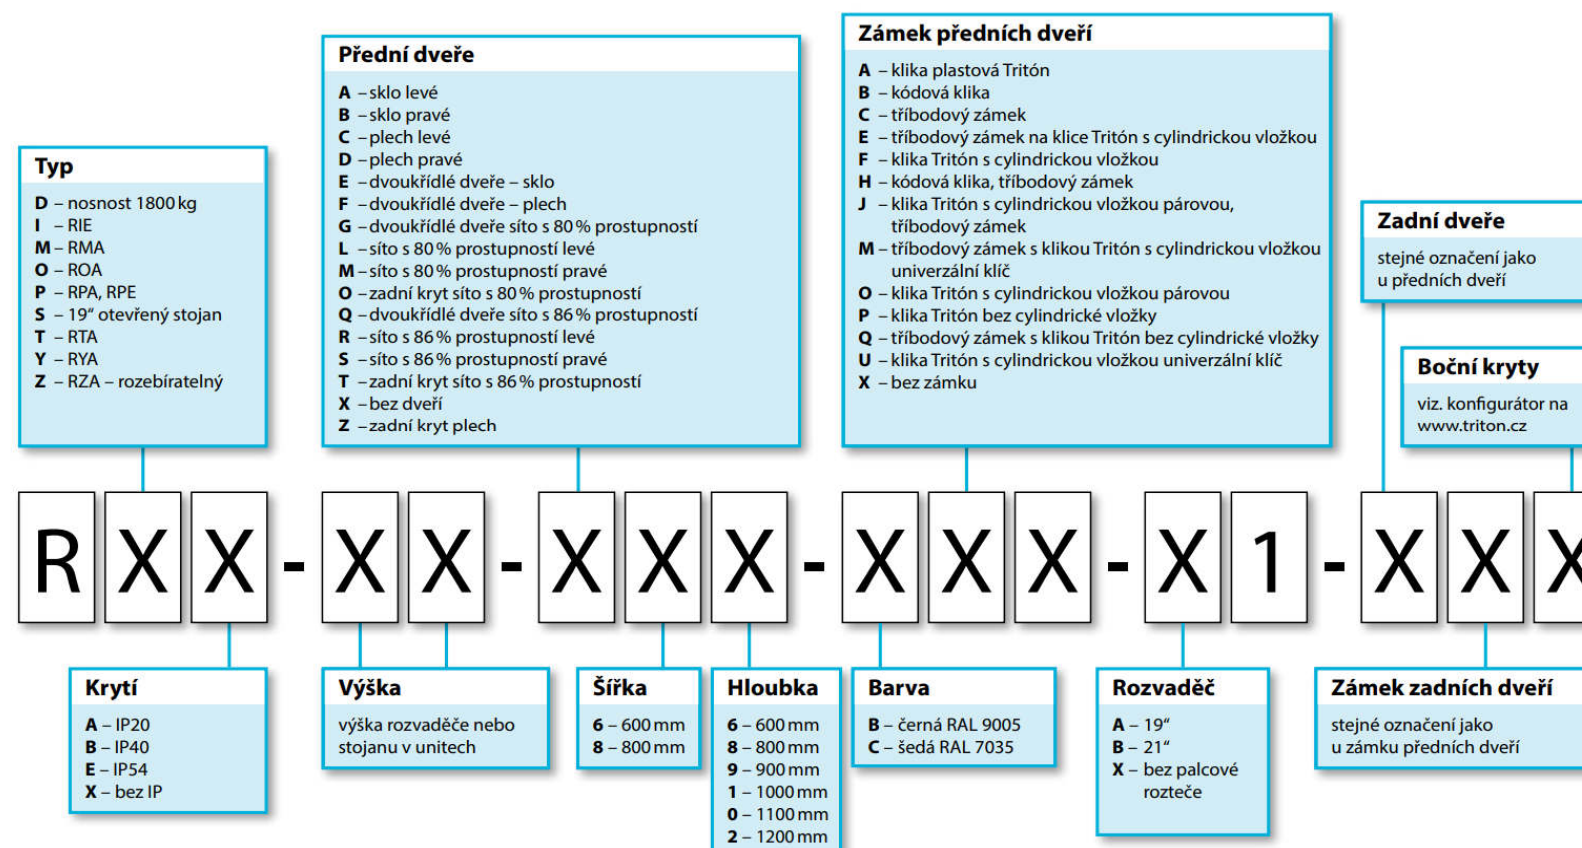 Typ
D – nosnost 1800 kg
I – RIE
M – RMA
O – ROA
P – RPA, RPE
S – 19“ otevřený stojan
T – RTA
Y – RYA
Z – RZA – rozebíratelný
Přední dveře
A – sklo levé
B – sklo pravé
C – plech levé
D – plech pravé
E – dvoukřídlé dveře – sklo
F – dvoukřídlé dveře – plech
G – dvoukřídlé dveře síto s 80 % prostupností
L – síto s 80 % prostupností levé
M – síto s 80 % prostupností pravé
O – zadní kryt síto s 80 % prostupností
Q – dvoukřídlé dveře síto s 86 % prostupností
R – síto s 86 % prostupností levé
S – síto s 86 % prostupností pravé
T – zadní kryt síto s 86 % prostupností
X – bez dveří
Z – zadní kryt plech
Zámek předních dveří
A – klika plastová Tritón
B – kódová klika
C – tříbodový zámek
E – tříbodový zámek na klice Tritón s cylindrickou vložkou
F – klika Tritón s cylindrickou vložkou
H – kódová klika, tříbodový zámek
J – klika Tritón s cylindrickou vložkou párovou,
tříbodový zámek
M – tříbodový zámek s klikou Tritón s cylindrickou vložkou
univerzální klíč
O – klika Tritón s cylindrickou vložkou párovou
P – klika Tritón bez cylindrické vložky
Q – tříbodový zámek s klikou Tritón bez cylindrické vložky
U – klika Tritón s cylindrickou vložkou univerzální klíč
X – bez zámku
Zadní dveře
stejné označení jako
u předních dveří
Boční kryty
viz. konfigurátor na
www.triton.cz
R X X - X X - X X X - X X X - X 1 - X X X
Krytí
A – IP20
B – IP40
E – IP54
X – bez IP
Výška
výška rozvaděče nebo
stojanu v unitech
Šířka
6 – 600 mm
8 – 800 mm
Hloubka
6 – 600 mm
8 – 800 mm
9 – 900 mm
1 – 1000 mm
0 – 1100 mm
2 – 1200 mm
Barva
B – černá RAL 9005
C – šedá RAL 7035
Rozvaděč
A – 19“
B – 21“
X – bez palcové
rozteče
Zámek zadních dveří
stejné označení jako
u zámku předních dveří